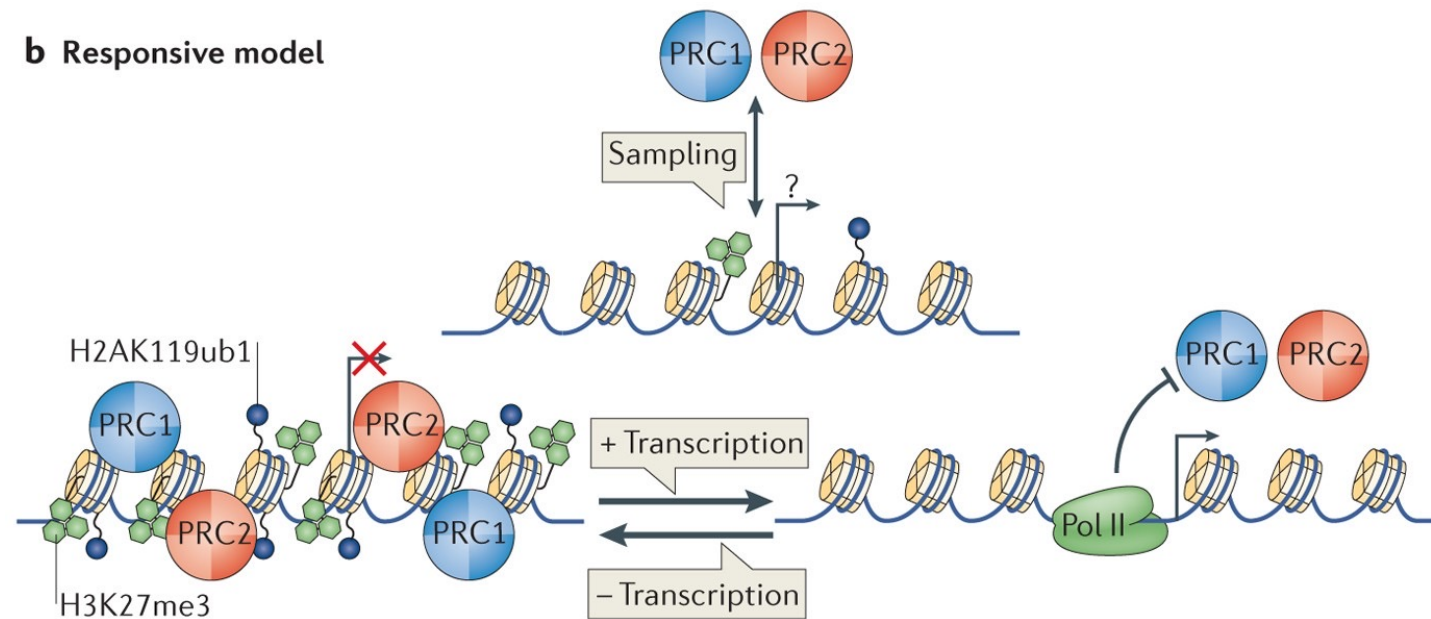 b Responsive model
PRC1 PRC2
Sampling
?
H2AK119ub1
PRC1 PRC2
PRC1
PRC2
+ Transcription
PRC2
PRC1
Pol II
– Transcription
H3K27me3